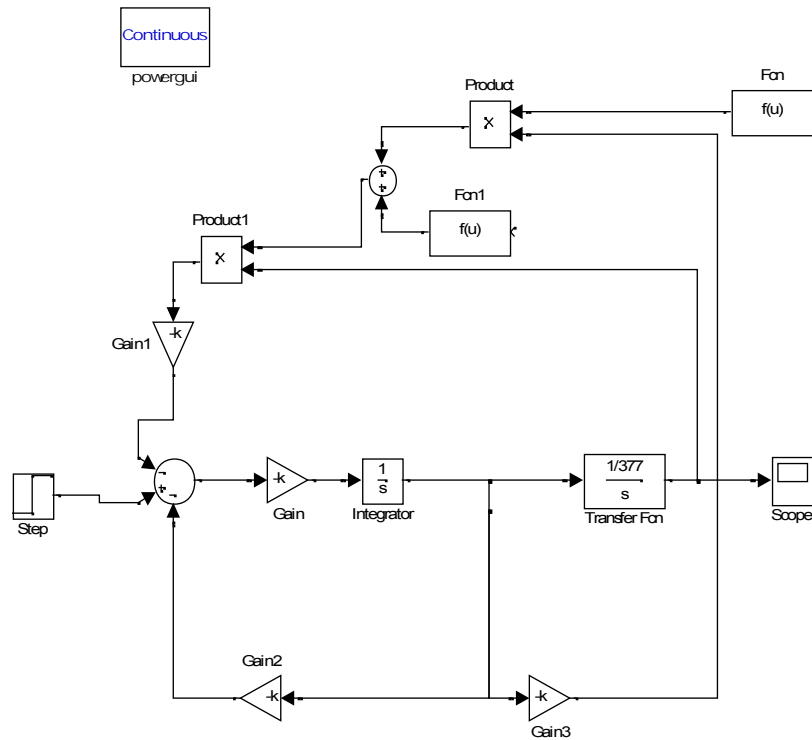 Continuous
powergui
Fcn
f(u)
Product
X
+
+
Fcn1
f(u)
Product1
X
-k
Gain1
-
+
-
Step
-k
Gain
1
s
Integrator
1/377
s
Transfer Fcn
Scope
Gain2
-k
-k
Gain3